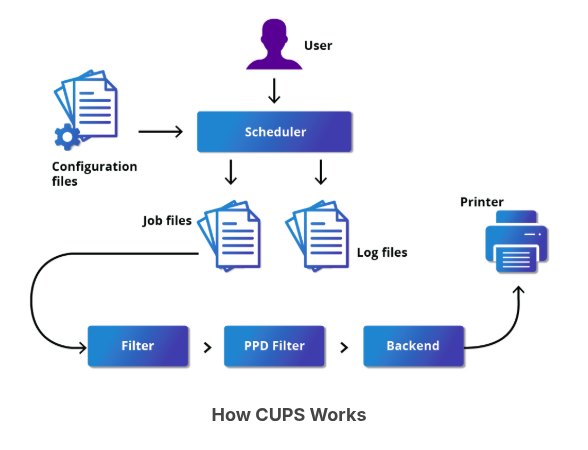 User
Scheduler
Configuration
files
Printer
Job files
Log files
Filter
PPD Filter
Backend
How CUPS Works